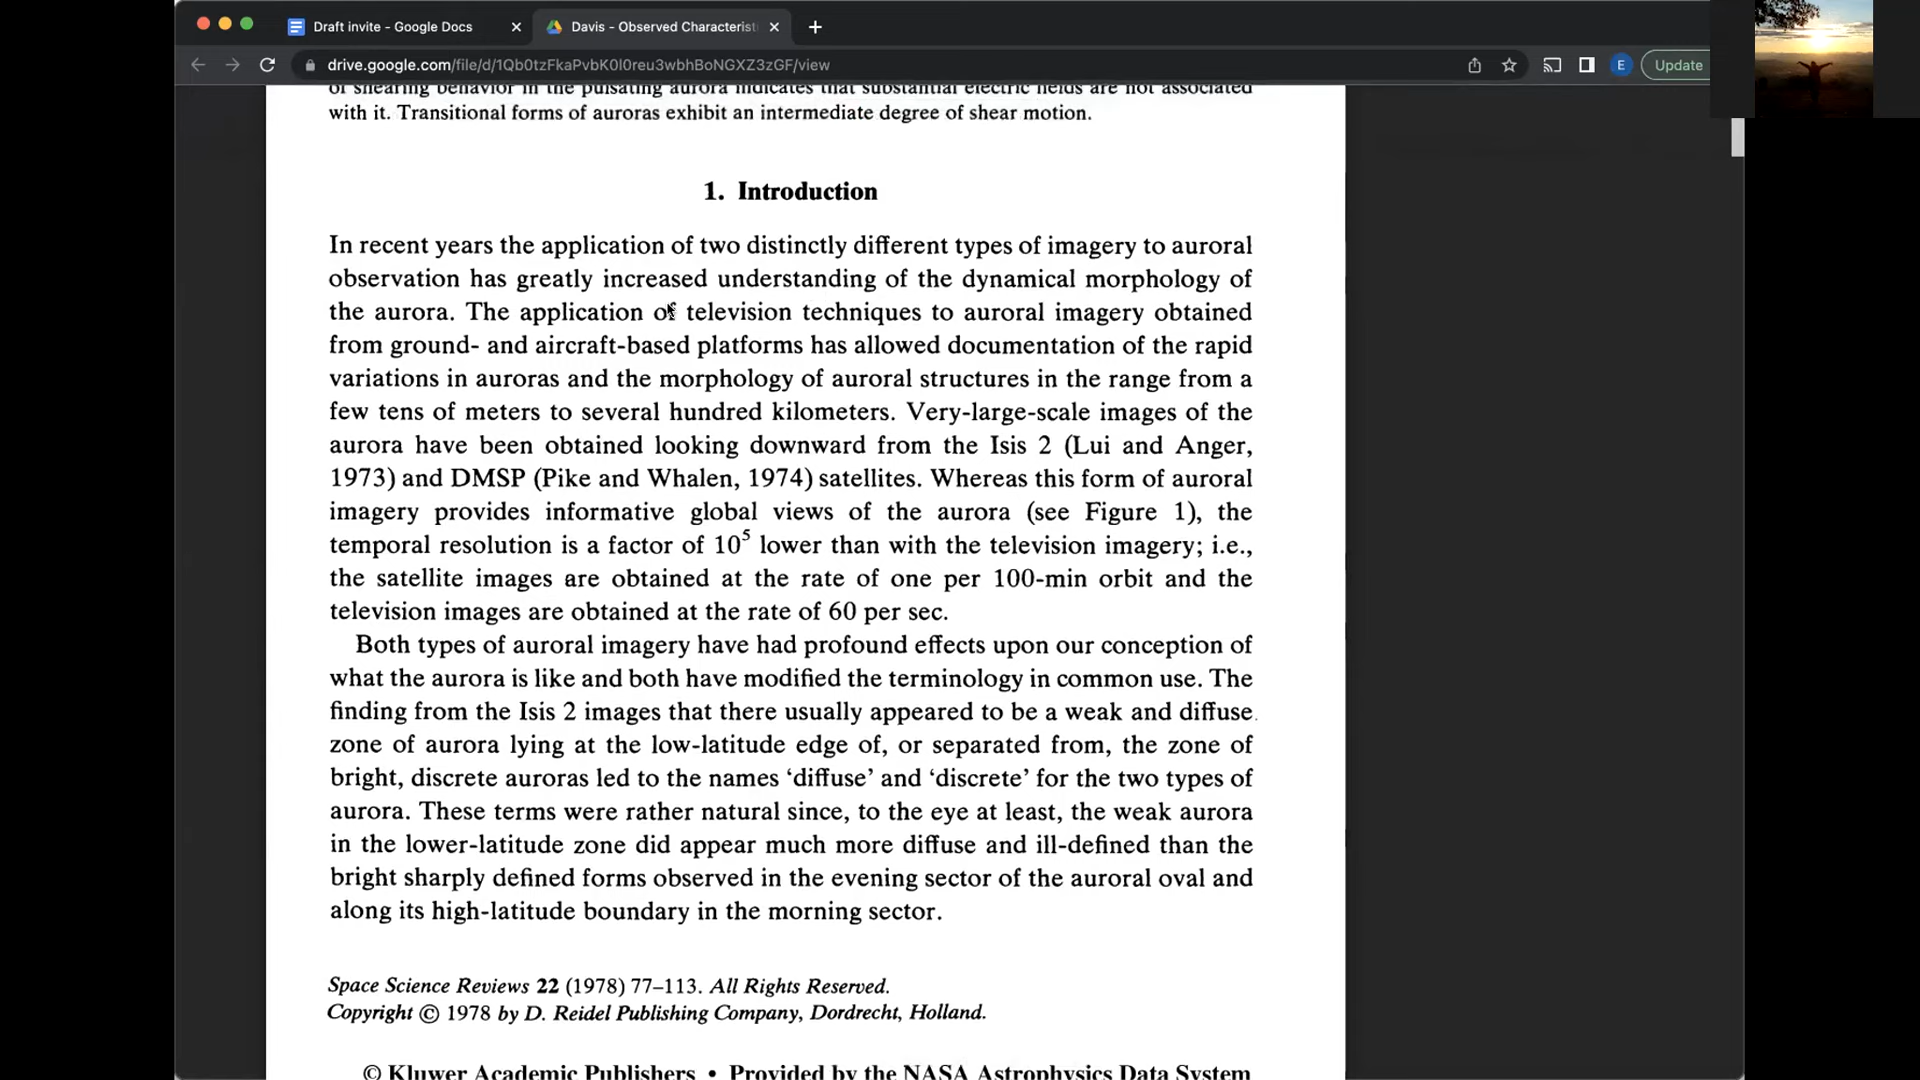 Draft invite - Google Docs
Davis - Observed Characterist
drive.google.com/file/d/1Qb0tzFkaPvbK0l0reu3wbhBoNGXZ3zGF/view
E
Update
of shearing behavior in the pulsating aurora indicates that substantial electric fields are not associated
with it. Transitional forms of auroras exhibit an intermediate degree of shear motion.
1. Introduction
In recent years the application of two distinctly different types of imagery to auroral
observation has greatly increased understanding of the dynamical morphology of
the aurora. The application of television techniques to auroral imagery obtained
from ground- and aircraft-based platforms has allowed documentation of the rapid
variations in auroras and the morphology of auroral structures in the range from a
few tens of meters to several hundred kilometers. Very-large-scale images of the
aurora have been obtained looking downward from the Isis 2 (Lui and Anger,
1973) and DMSP (Pike and Whalen, 1974) satellites. Whereas this form of auroral
imagery provides informative global views of the aurora (see Figure 1), the
temporal resolution is a factor of 10⁵ lower than with the television imagery; i.e.,
the satellite images are obtained at the rate of one per 100-min orbit and the
television images are obtained at the rate of 60 per sec.
Both types of auroral imagery have had profound effects upon our conception of
what the aurora is like and both have modified the terminology in common use. The
finding from the Isis 2 images that there usually appeared to be a weak and diffuse
zone of aurora lying at the low-latitude edge of, or separated from, the zone of
bright, discrete auroras led to the names ‘diffuse’ and ‘discrete’ for the two types of
aurora. These terms were rather natural since, to the eye at least, the weak aurora
in the lower-latitude zone did appear much more diffuse and ill-defined than the
bright sharply defined forms observed in the evening sector of the auroral oval and
along its high-latitude boundary in the morning sector.
Space Science Reviews 22 (1978) 77–113. All Rights Reserved.
Copyright © 1978 by D. Reidel Publishing Company, Dordrecht, Holland.
© Kluwer Academic Publishers • Provided by the NASA Astrophysics Data System